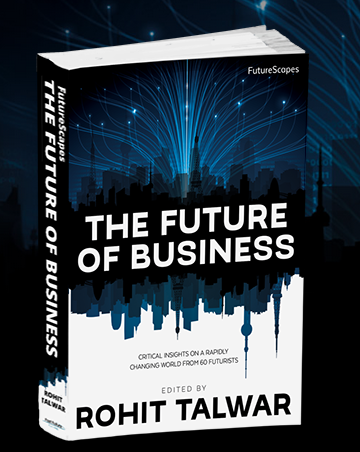 FutureScapes
THE FUTURE OF BUSINESS
ROHIT
TALWAR
FutureScapes
THE FUTURE
OF BUSINESS
CRITICAL INSIGHTS ON A RAPIDLY
CHANGING WORLD FROM 60 FUTURISTS
EDITED BY
ROHIT TALWAR